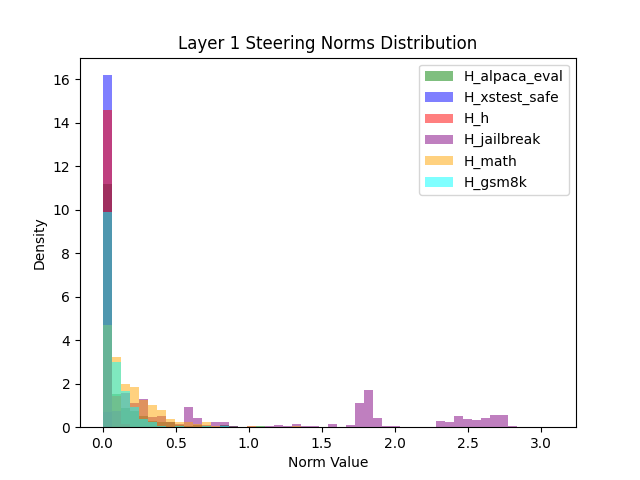 Layer 1 Steering Norms Distribution
Density
16
14
12
10
8
6
4
2
0
H_alpaca_eval
H_xstest_safe
H_h
H_jailbreak
H_math
H_gsm8k
0.0 0.5 1.0 1.5 2.0 2.5 3.0
Norm Value